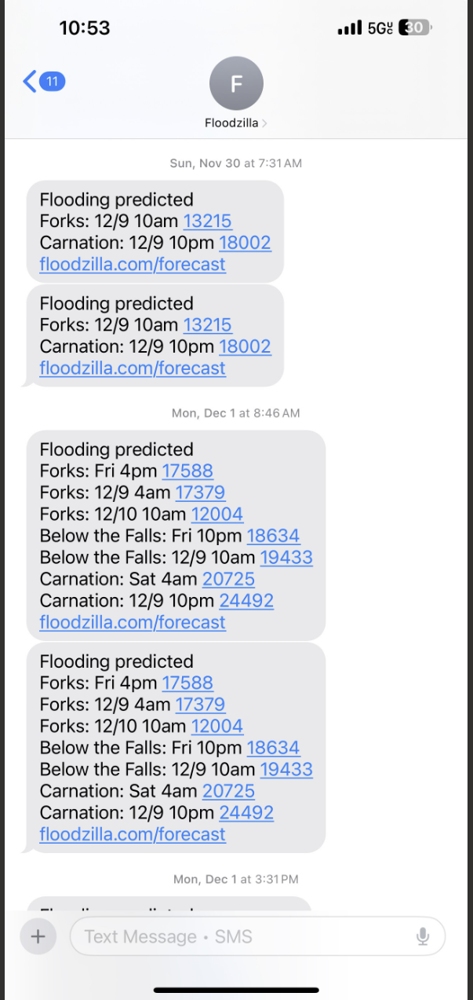 10:53
5G
30
11
F
Floodzilla
Sun, Nov 30 at 7:31 AM
Flooding predicted
Forks: 12/9 10am 13215
Carnation: 12/9 10pm 18002
floodzilla.com/forecast
Flooding predicted
Forks: 12/9 10am 13215
Carnation: 12/9 10pm 18002
floodzilla.com/forecast
Mon, Dec 1 at 8:46 AM
Flooding predicted
Forks: Fri 4pm 17588
Forks: 12/9 4am 17379
Forks: 12/10 10am 12004
Below the Falls: Fri 10pm 18634
Below the Falls: 12/9 10am 19433
Carnation: Sat 4am 20725
Carnation: 12/9 10pm 24492
floodzilla.com/forecast
Flooding predicted
Forks: Fri 4pm 17588
Forks: 12/9 4am 17379
Forks: 12/10 10am 12004
Below the Falls: Fri 10pm 18634
Below the Falls: 12/9 10am 19433
Carnation: Sat 4am 20725
Carnation: 12/9 10pm 24492
floodzilla.com/forecast
Mon, Dec 1 at 3:31 PM
Text Message • SMS